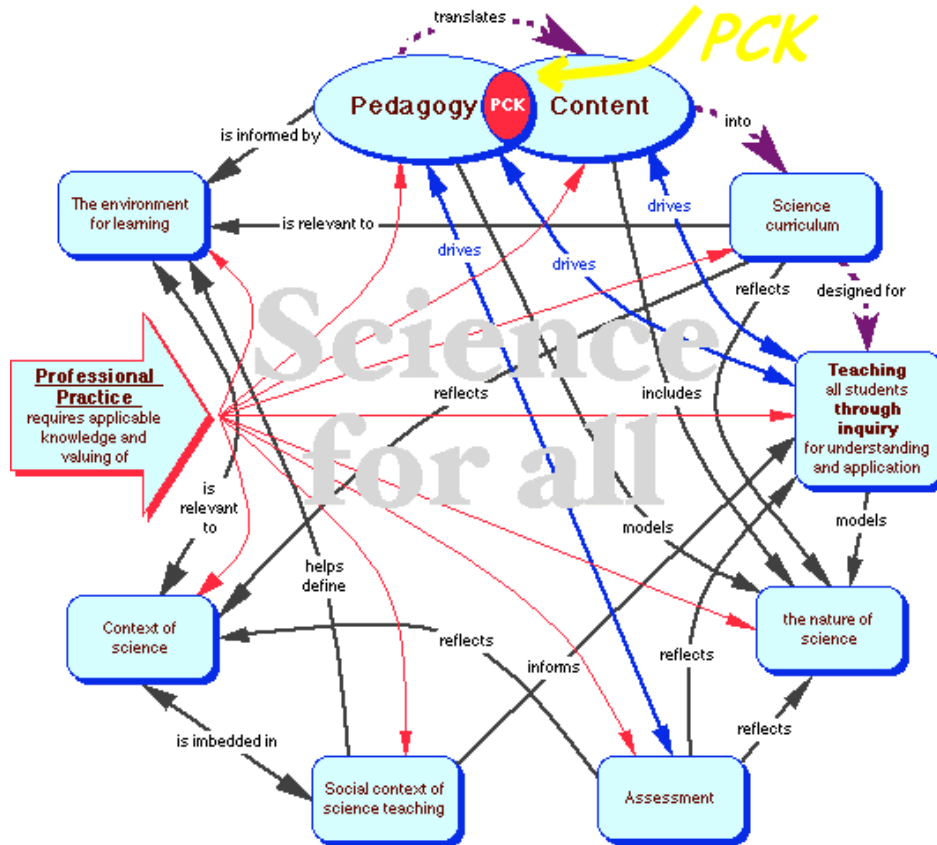 translates
PCK
Pedagogy
PCK
Content
is informed by
into
The environment
for learning
is relevant to
drives
Science
curriculum
drives
reflects
designed for
Science
for all
Professional
Practice
requires applicable
knowledge and
valuing of
reflects
includes
Teaching
all students
through
inquiry
for understanding
and application
is
relevant
to
models
models
helps
define
Context of
science
the nature of
science
reflects
informs
reflects
reflects
is imbedded in
Social context of
science teaching
Assessment